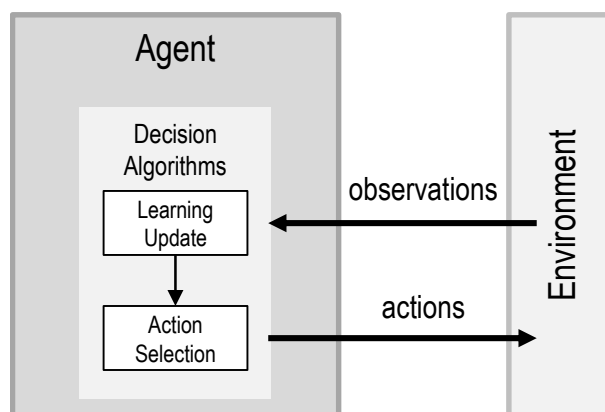 Agent
Decision
Algorithms
Learning
Update
Action
Selection
observations
actions
Environment